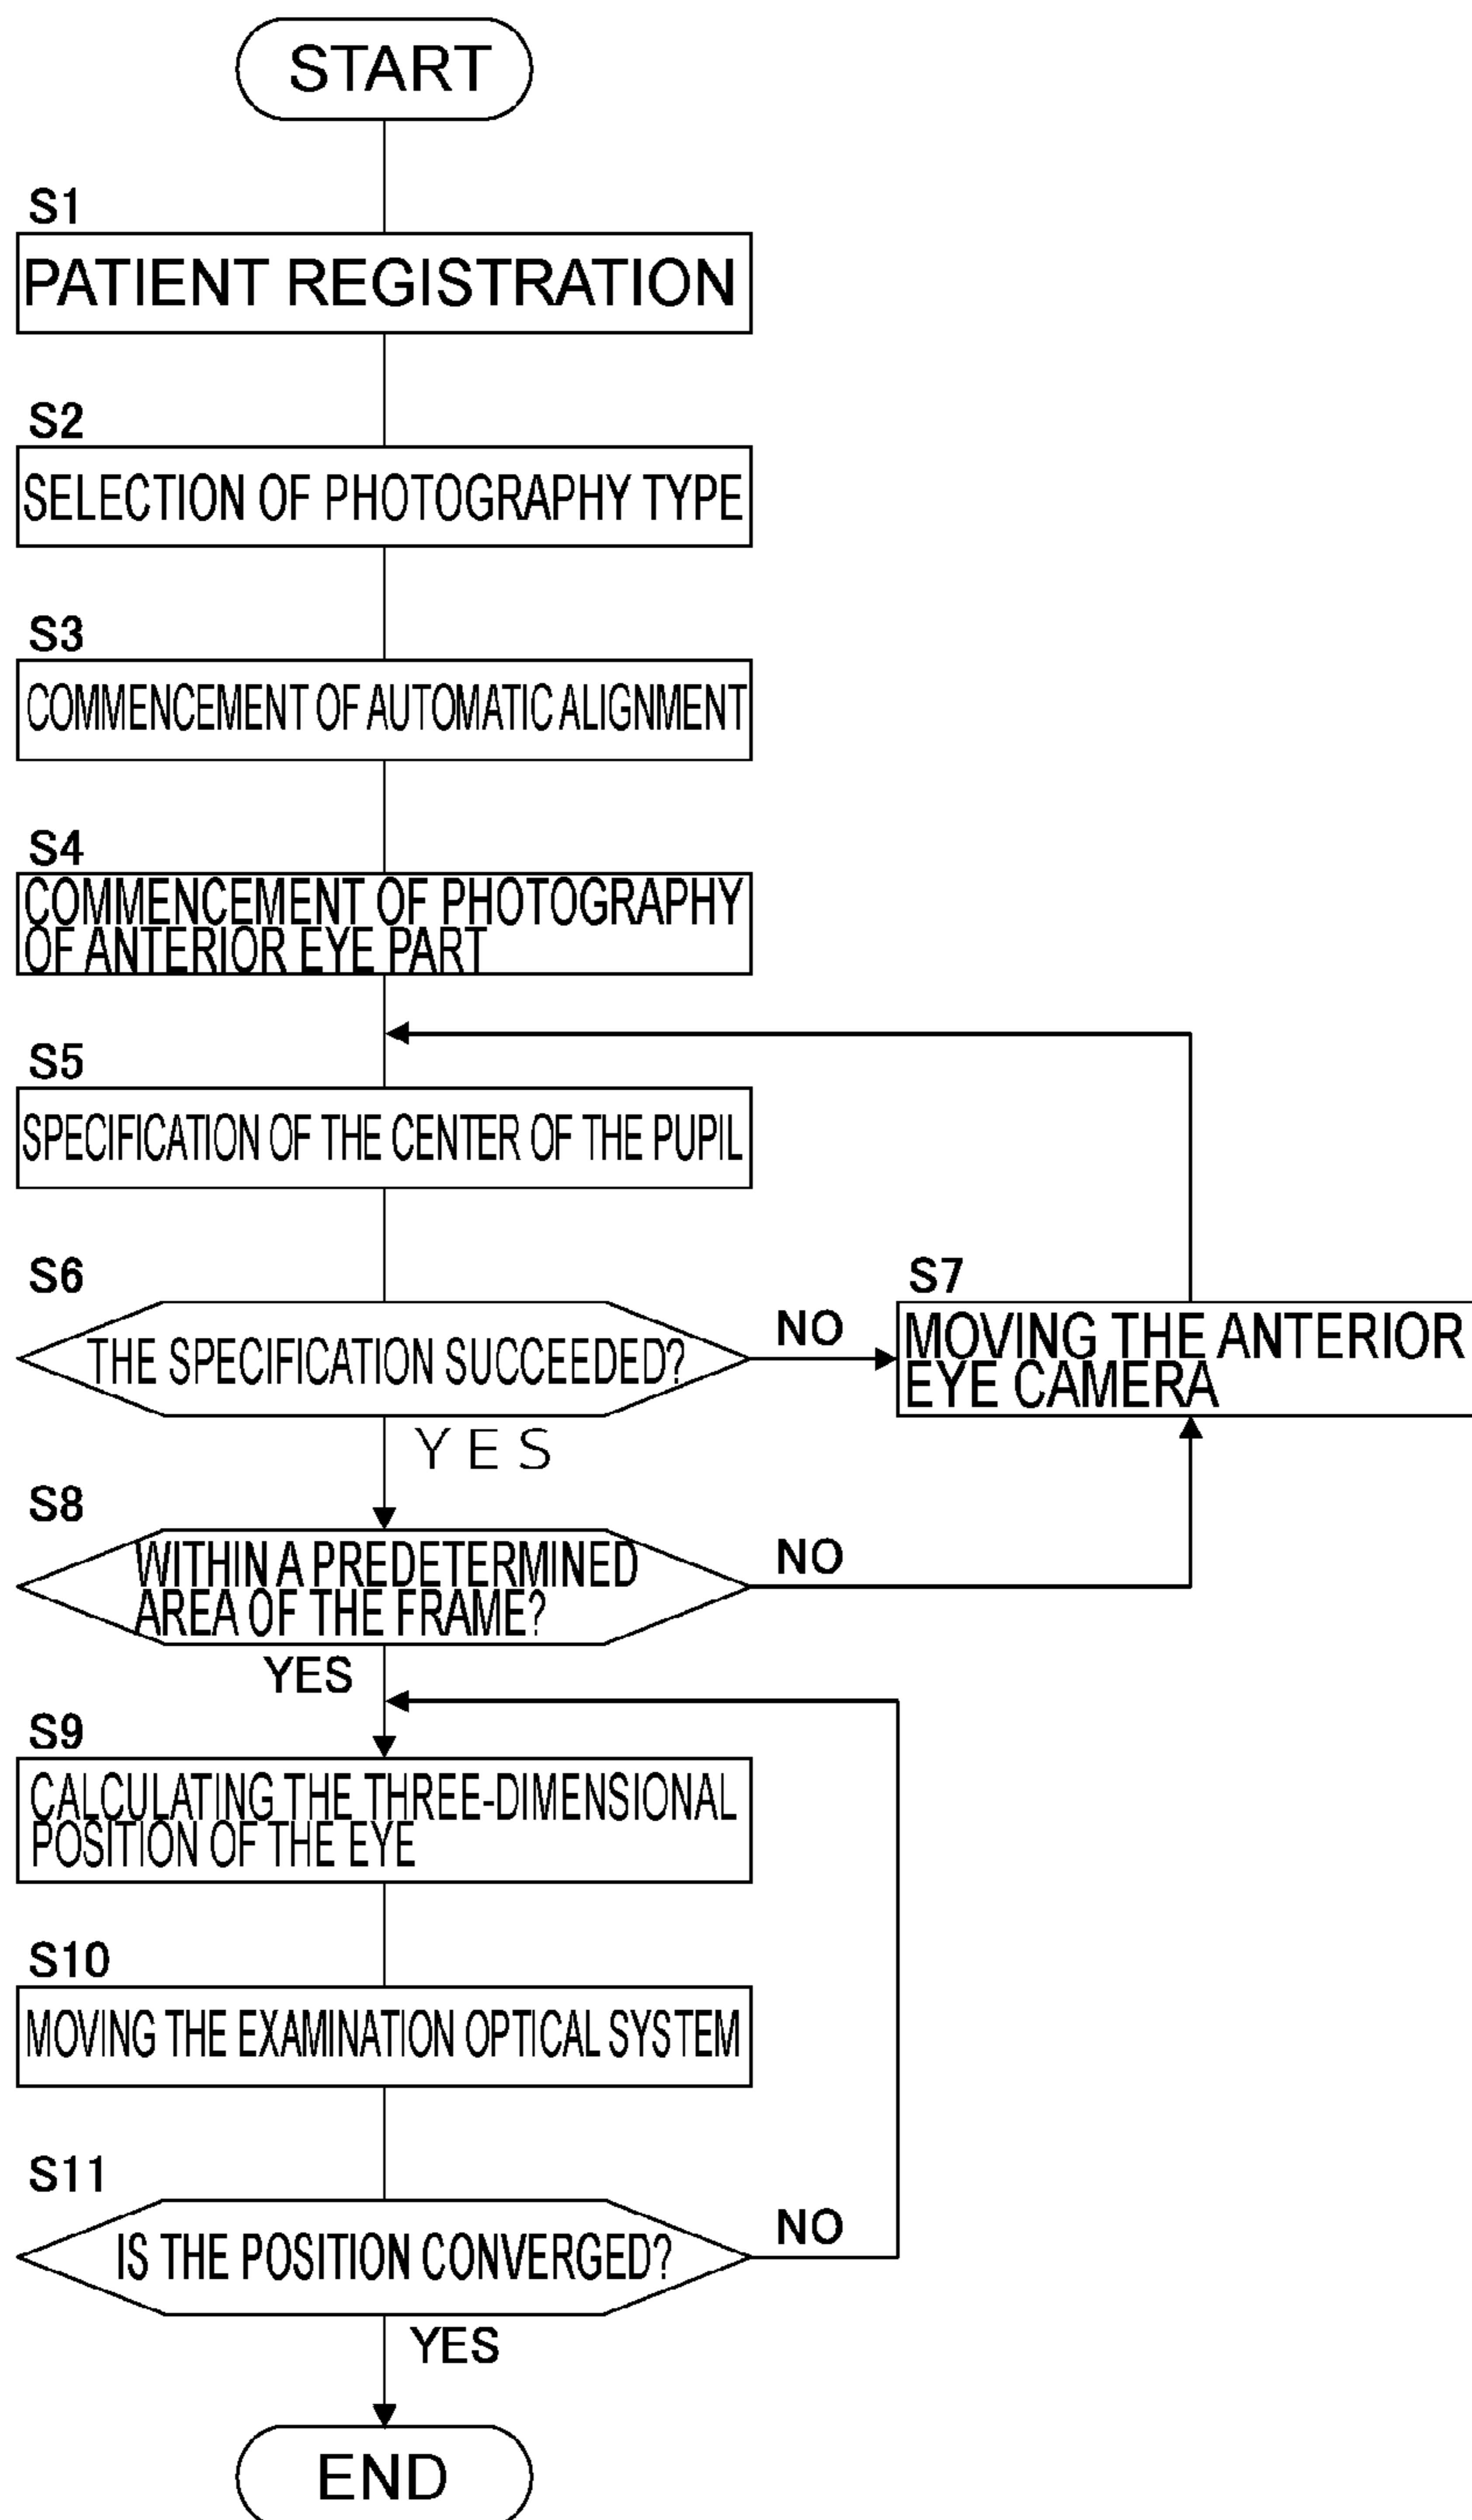 START
S1
PATIENT REGISTRATION
S2
SELECTION OF PHOTOGRAPHY TYPE
S3
COMMENCEMENT OF AUTOMATIC ALIGNMENT
S4
COMMENCEMENT OF PHOTOGRAPHY
OF ANTERIOR EYE PART
S5
SPECIFICATION OF THE CENTER OF THE PUPIL
S6
THE SPECIFICATION SUCCEEDED?
NO
S7
MOVING THE ANTERIOR
EYE CAMERA
YES
S8
WITHIN A PREDETERMINED
AREA OF THE FRAME?
NO
YES
S9
CALCULATING THE THREE-DIMENSIONAL
POSITION OF THE EYE
S10
MOVING THE EXAMINATION OPTICAL SYSTEM
S11
IS THE POSITION CONVERGED?
NO
YES
END